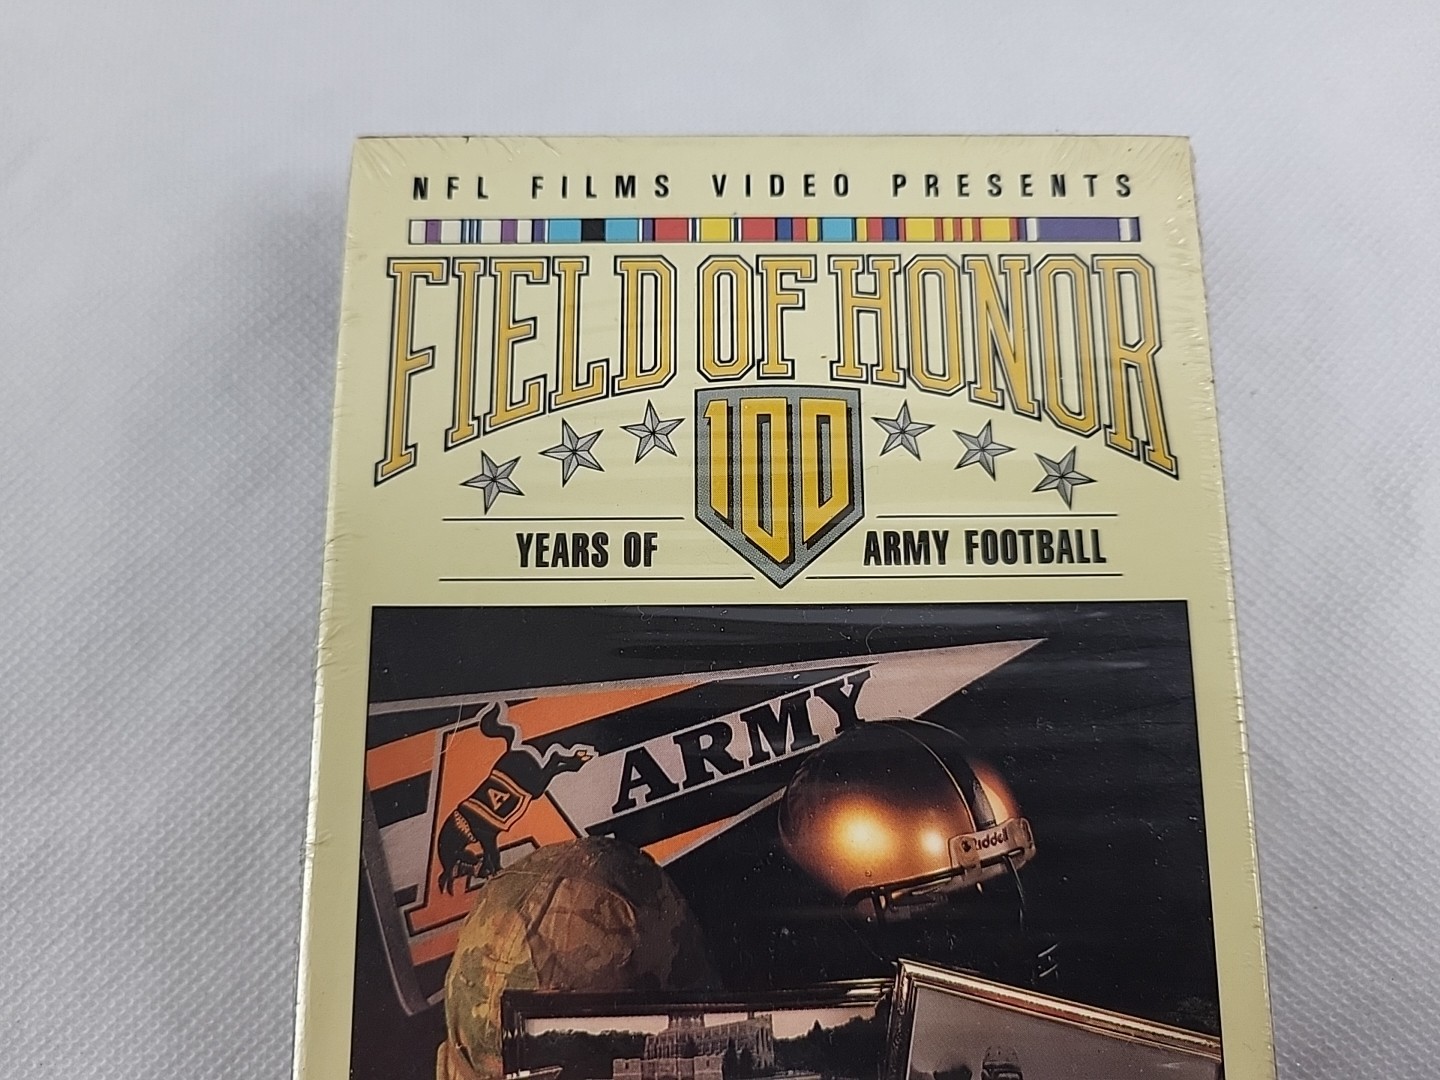 NFL FILMS VIDEO PRESENTS
FIELD OF HONOR
100
YEARS OF ARMY FOOTBALL
ARMY
A
A
Riddell